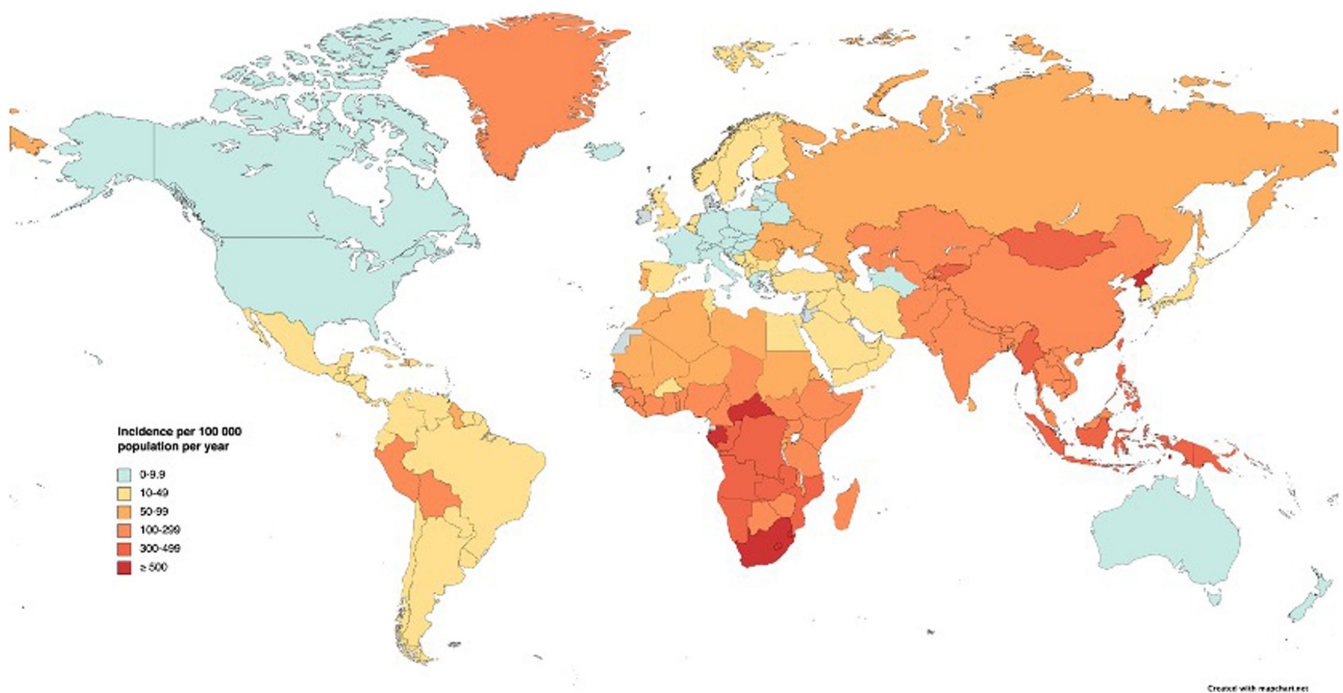 Incidence per 100 000
population per year
0-9.9
10-49
50-99
100-299
300-499
≥ 500
Created with mapchart.net